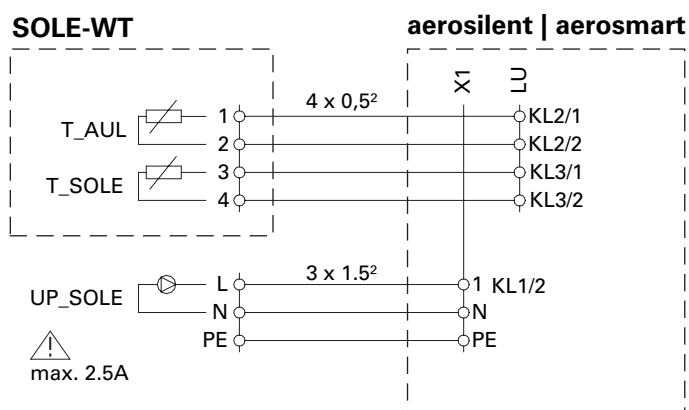 SOLE-WT
aerosilent | aerosmart
X1
LU
4 x 0,5²
T_AUL
1
KL2/1
2
KL2/2
T_SOLE
3
KL3/1
4
KL3/2
3 x 1.5²
UP_SOLE
L
1 KL1/2
N
N
PE
PE
!
max. 2.5A